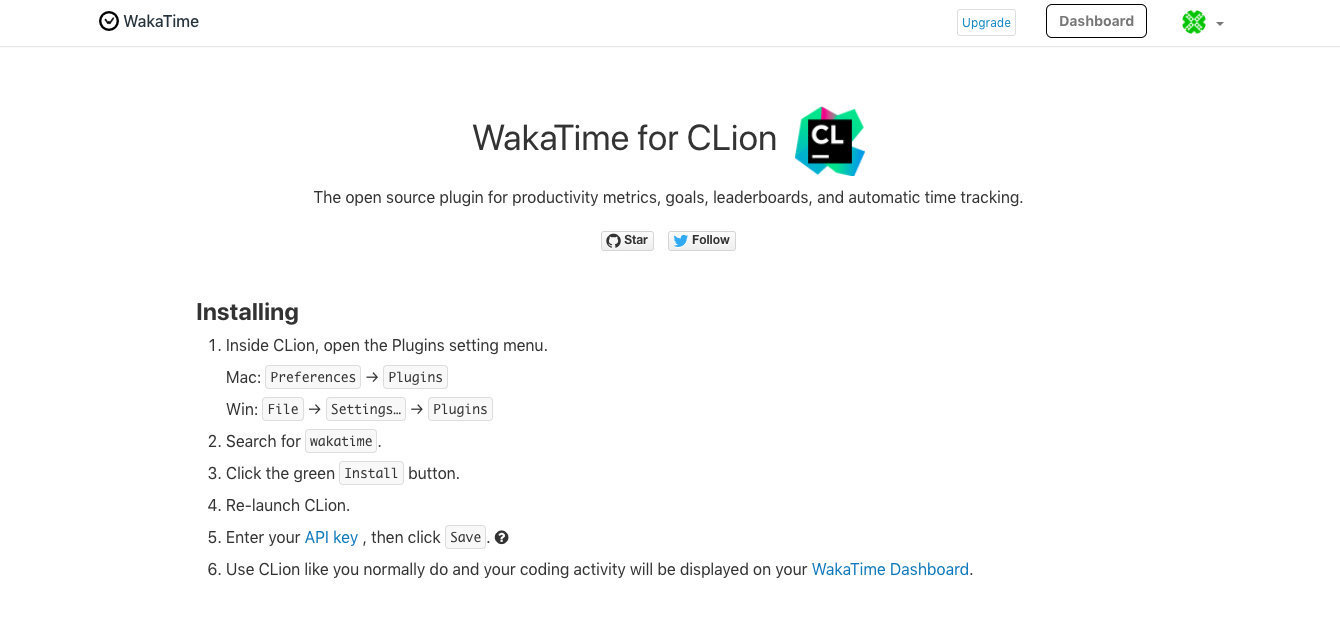 WakaTime
Upgrade
Dashboard
WakaTime for CLion
CL
The open source plugin for productivity metrics, goals, leaderboards, and automatic time tracking.
Star
Follow
Installing
1. Inside CLion, open the Plugins setting menu.
Mac: Preferences → Plugins
Win: File → Settings… → Plugins
2. Search for wakatime.
3. Click the green Install button.
4. Re-launch CLion.
5. Enter your API key , then click Save. ?
6. Use CLion like you normally do and your coding activity will be displayed on your WakaTime Dashboard.